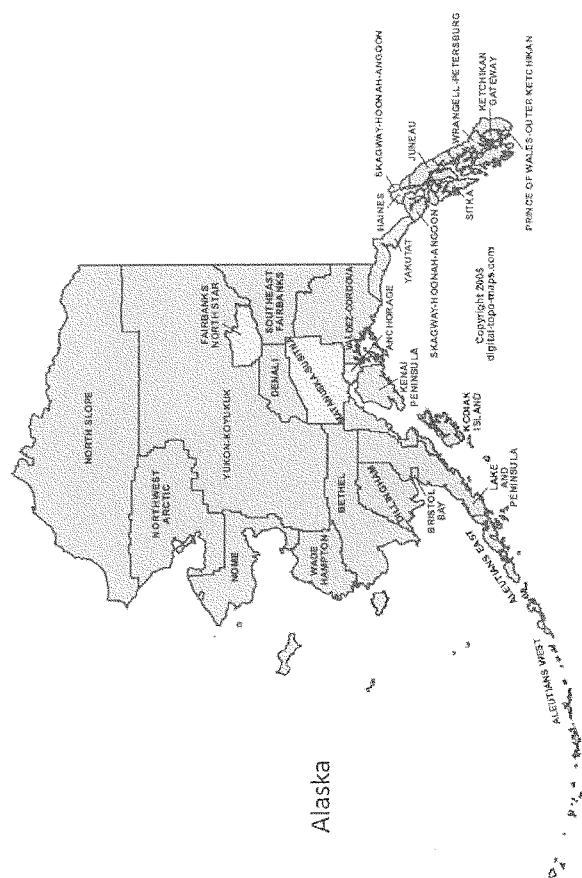 Alaska
NORTH SLOPE
NORTHWEST
ARCTIC
NOME
YUKON-KOYUKUK
FAIRBANKS
NORTH STAR
SOUTHEAST
FAIRBANKS
DENALI
MATANUSKA-SUSITNA
WADE
HAMPTON
BETHEL
DILLINGHAM
BRISTOL
BAY
VALDEZ-CORDOVA
ANCHORAGE
KENAI
PENINSULA
KODIAK
ISLAND
LAKE
AND
PENINSULA
ALEUTIANS EAST
ALEUTIANS WEST
HAINES
SKAGWAY-HOONAH-ANGOON
JUNEAU
WRANGELL-PETERSBURG
KETCHIKAN
GATEWAY
YAKUTAT
SKAGWAY-HOONAH-ANGOON
SITKA
PRINCE OF WALES-OUTER KETCHIKAN
Copyright 2005
digital-topo-maps.com